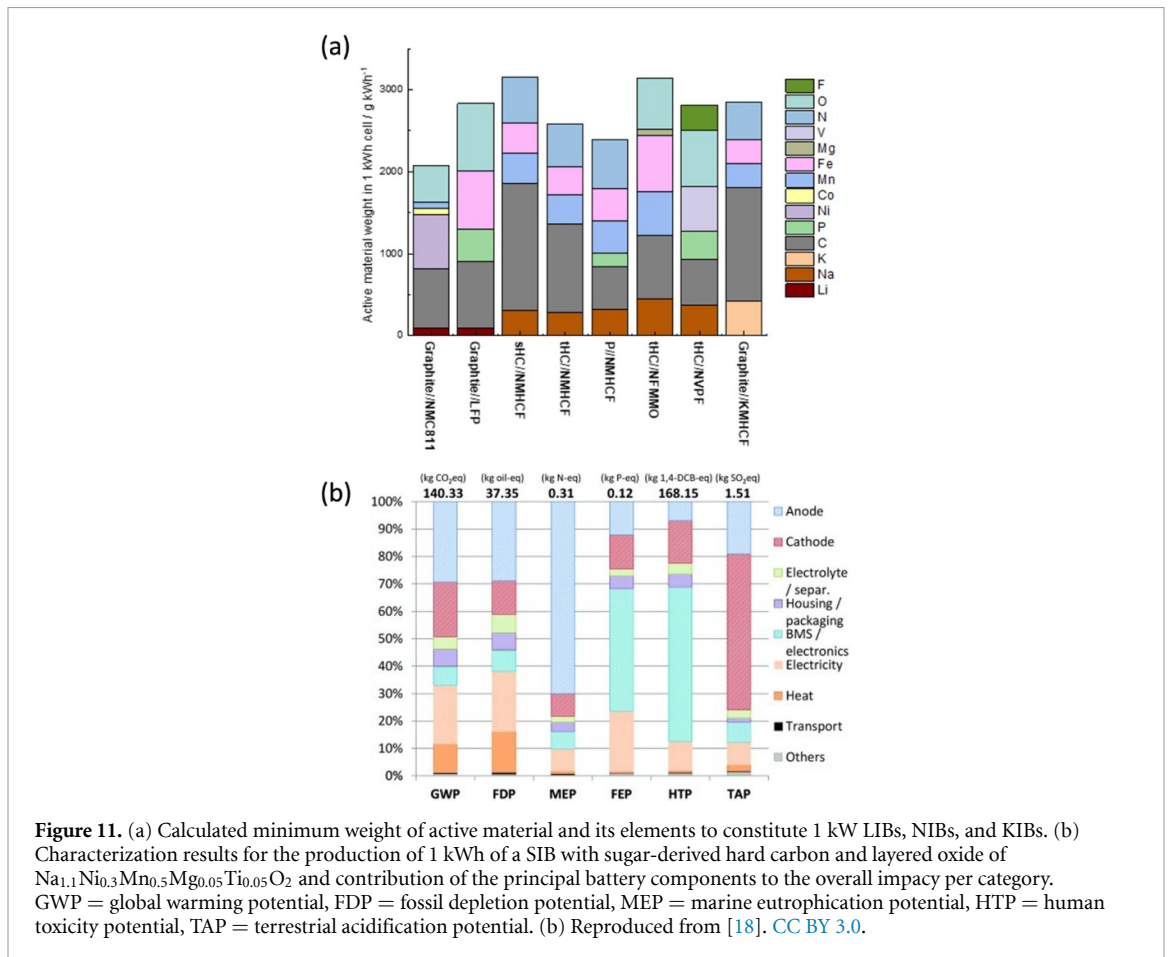 (a)
Active material weight in 1 kWh cell / g kWh⁻¹
3000
2000
1000
0
Graphite//NMC811
Graphtie//LFP
sHC//NMHCF
tHC//NMHCF
P//NMHCF
tHC//NFMMO
tHC//NVPF
Graphite//KMHCF
F
O
N
V
Mg
Fe
Mn
Co
Ni
P
C
K
Na
Li
(b)
(kg CO₂eq) (kg oil-eq) (kg N-eq) (kg P-eq) (kg 1,4-DCB-eq) (kg SO₂eq)
140.33 37.35 0.31 0.12 168.15 1.51
100%
90%
80%
70%
60%
50%
40%
30%
20%
10%
0%
GWP FDP MEP FEP HTP TAP
Anode
Cathode
Electrolyte
/ separ.
Housing /
packaging
BMS /
electronics
Electricity
Heat
Transport
Others
Figure 11. (a) Calculated minimum weight of active material and its elements to constitute 1 kW LIBs, NIBs, and KIBs. (b)
Characterization results for the production of 1 kWh of a SIB with sugar-derived hard carbon and layered oxide of
Na₁.₁Ni₀.₃Mn₀.₅Mg₀.₀₅Ti₀.₀₅O₂ and contribution of the principal battery components to the overall impacy per category.
GWP = global warming potential, FDP = fossil depletion potential, MEP = marine eutrophication potential, HTP = human
toxicity potential, TAP = terrestrial acidification potential. (b) Reproduced from [18]. CC BY 3.0.